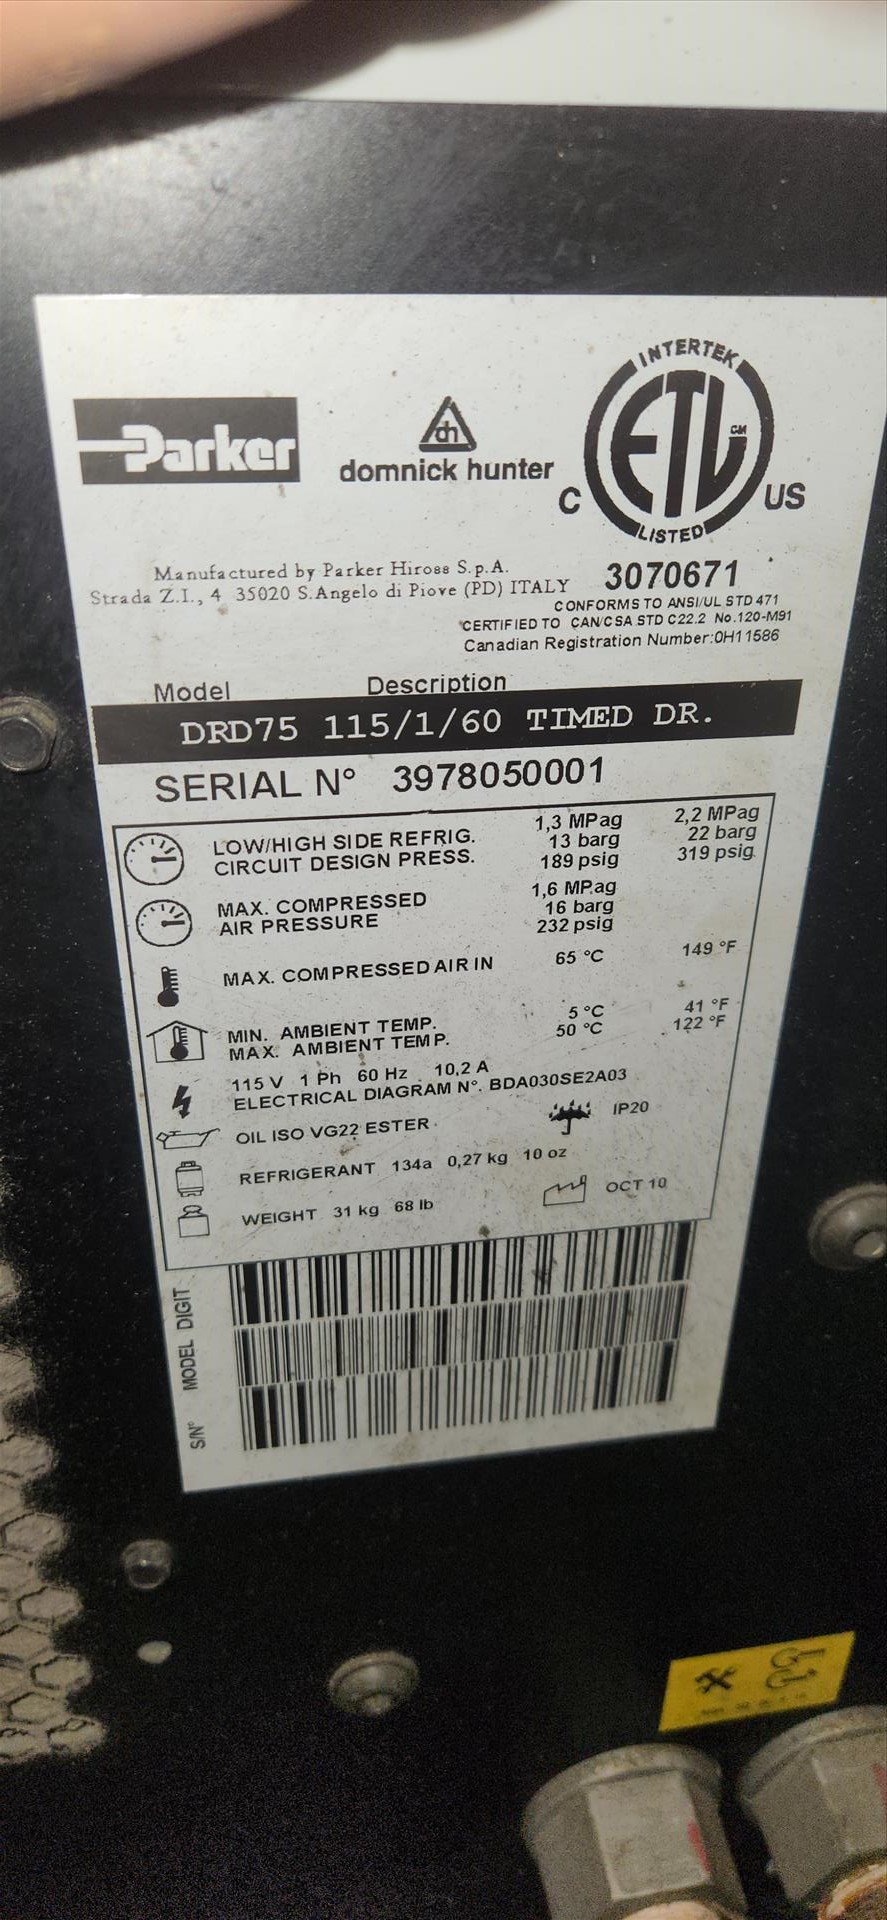 INTERTEK
ETL CM
C US
LISTED
Parker
dh
domnick hunter
3070671
Manufactured by Parker Hiross S.p.A.
Strada Z.I., 4 35020 S.Angelo di Piove (PD) ITALY
CONFORMS TO ANSI/UL STD 471
CERTIFIED TO CAN/CSA STD C22.2 No.120-M91
Canadian Registration Number:0H11586
Model Description
DRD75 115/1/60 TIMED DR.
SERIAL N° 3978050001
LOW/HIGH SIDE REFRIG. 1,3 MPag 2,2 MPag
CIRCUIT DESIGN PRESS. 13 barg 22 barg
189 psig 319 psig
MAX. COMPRESSED 1,6 MPag
AIR PRESSURE 16 barg
232 psig
MAX. COMPRESSED AIR IN 65 °C 149 °F
MIN. AMBIENT TEMP. 5 °C 41 °F
MAX. AMBIENT TEMP. 50 °C 122 °F
115 V 1 Ph 60 Hz 10,2 A
ELECTRICAL DIAGRAM N°. BDA030SE2A03
OIL ISO VG22 ESTER IP20
REFRIGERANT 134a 0,27 kg 10 oz
WEIGHT 31 kg 68 lb OCT 10
S/N° MODEL DIGIT